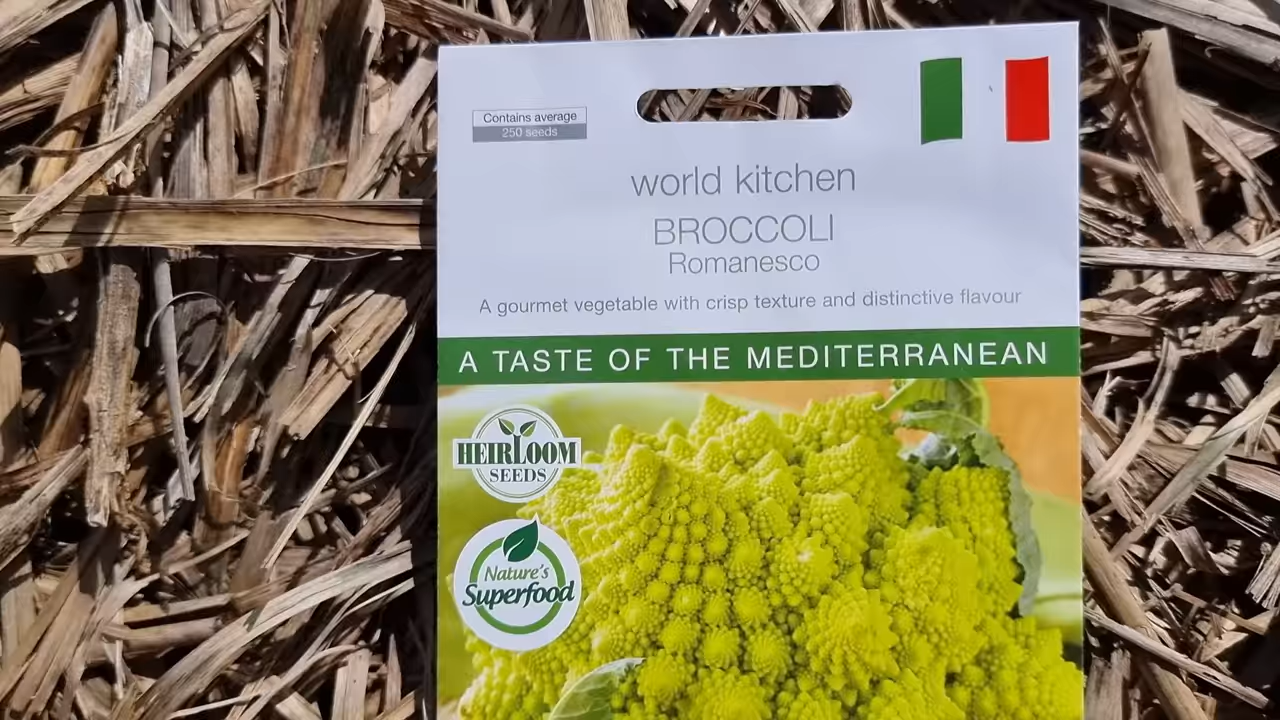 Contains average
250 seeds
world kitchen
BROCCOLI
Romanesco
A gourmet vegetable with crisp texture and distinctive flavour
A TASTE OF THE MEDITERRANEAN
HEIRLOOM
SEEDS
Nature's
Superfood